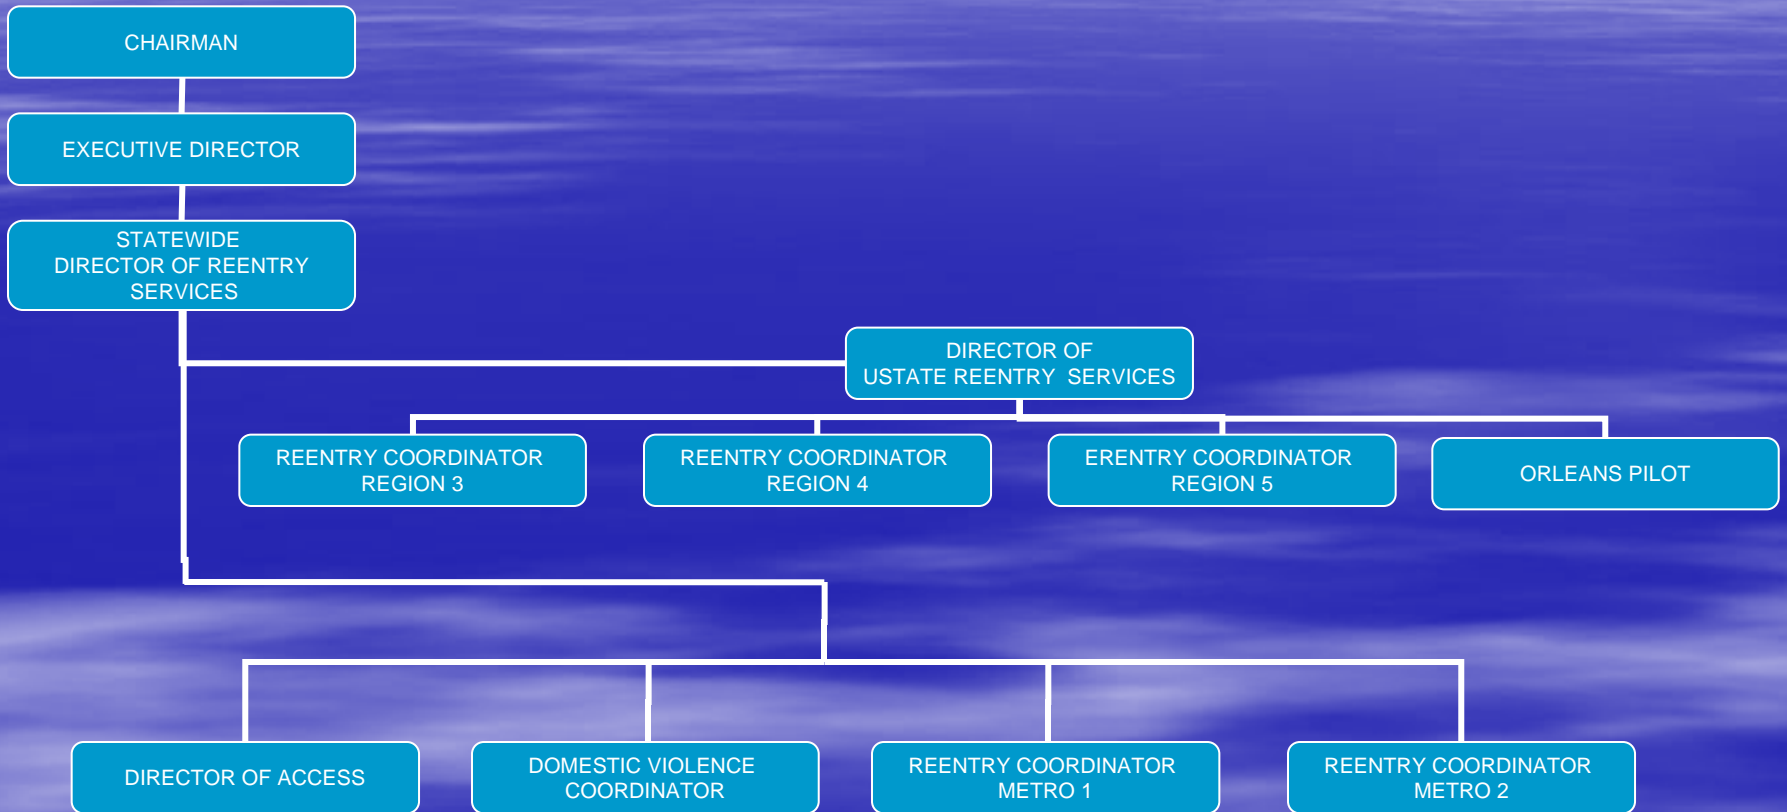 CHAIRMAN
EXECUTIVE DIRECTOR
STATEWIDE
DIRECTOR OF REENTRY
SERVICES
DIRECTOR OF
USTATE REENTRY SERVICES
REENTRY COORDINATOR
REGION 3
REENTRY COORDINATOR
REGION 4
ERENTRY COORDINATOR
REGION 5
ORLEANS PILOT
DIRECTOR OF ACCESS
DOMESTIC VIOLENCE
COORDINATOR
REENTRY COORDINATOR
METRO 1
REENTRY COORDINATOR
METRO 2